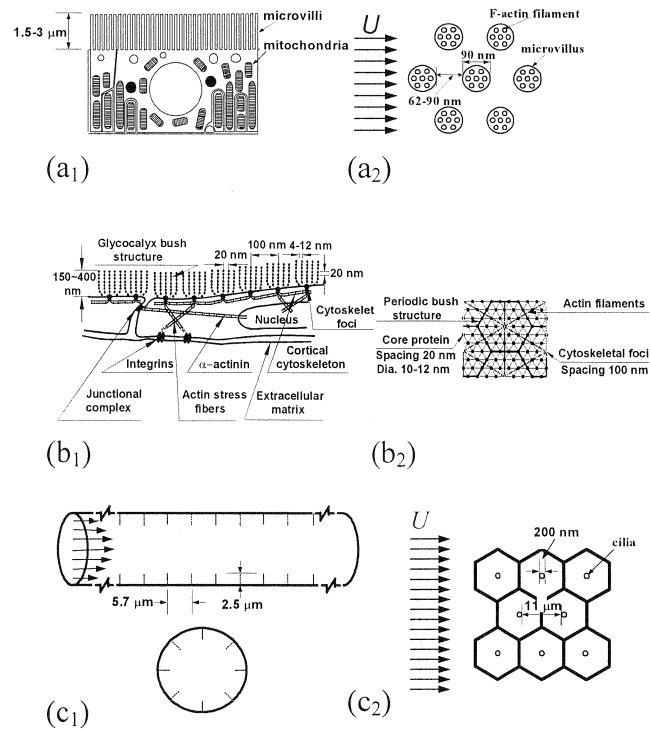 microvilli
1.5-3 µm
mitochondria
(a1)
U
F-actin filament
90 nm
microvillus
62-90 nm
(a2)
Glycocalyx bush
structure
100 nm 4-12 nm
20 nm
150~400
nm
20 nm
Nucleus
Cytoskelet
foci
Integrins
α-actinin
Cortical
cytoskeleton
Junctional
complex
Actin stress
fibers
Extracellular
matrix
(b1)
Periodic bush
structure
Actin filaments
Core protein
Spacing 20 nm
Dia. 10-12 nm
Cytoskeletal foci
Spacing 100 nm
(b2)
5.7 µm
2.5 µm
(c1)
U
200 nm
cilia
11 µm
(c2)